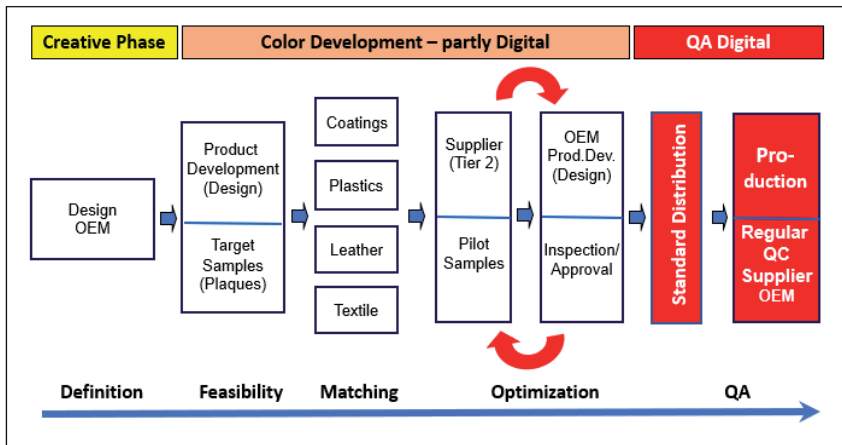 Creative Phase
Color Development – partly Digital
QA Digital
Design
OEM
Product
Development
(Design)
Target
Samples
(Plaques)
Coatings
Plastics
Leather
Textile
Supplier
(Tier 2)
Pilot
Samples
OEM
Prod.Dev.
(Design)
Inspection/
Approval
Standard Distribution
Pro-
duction
Regular
QC
Supplier
OEM
Definition
Feasibility
Matching
Optimization
QA